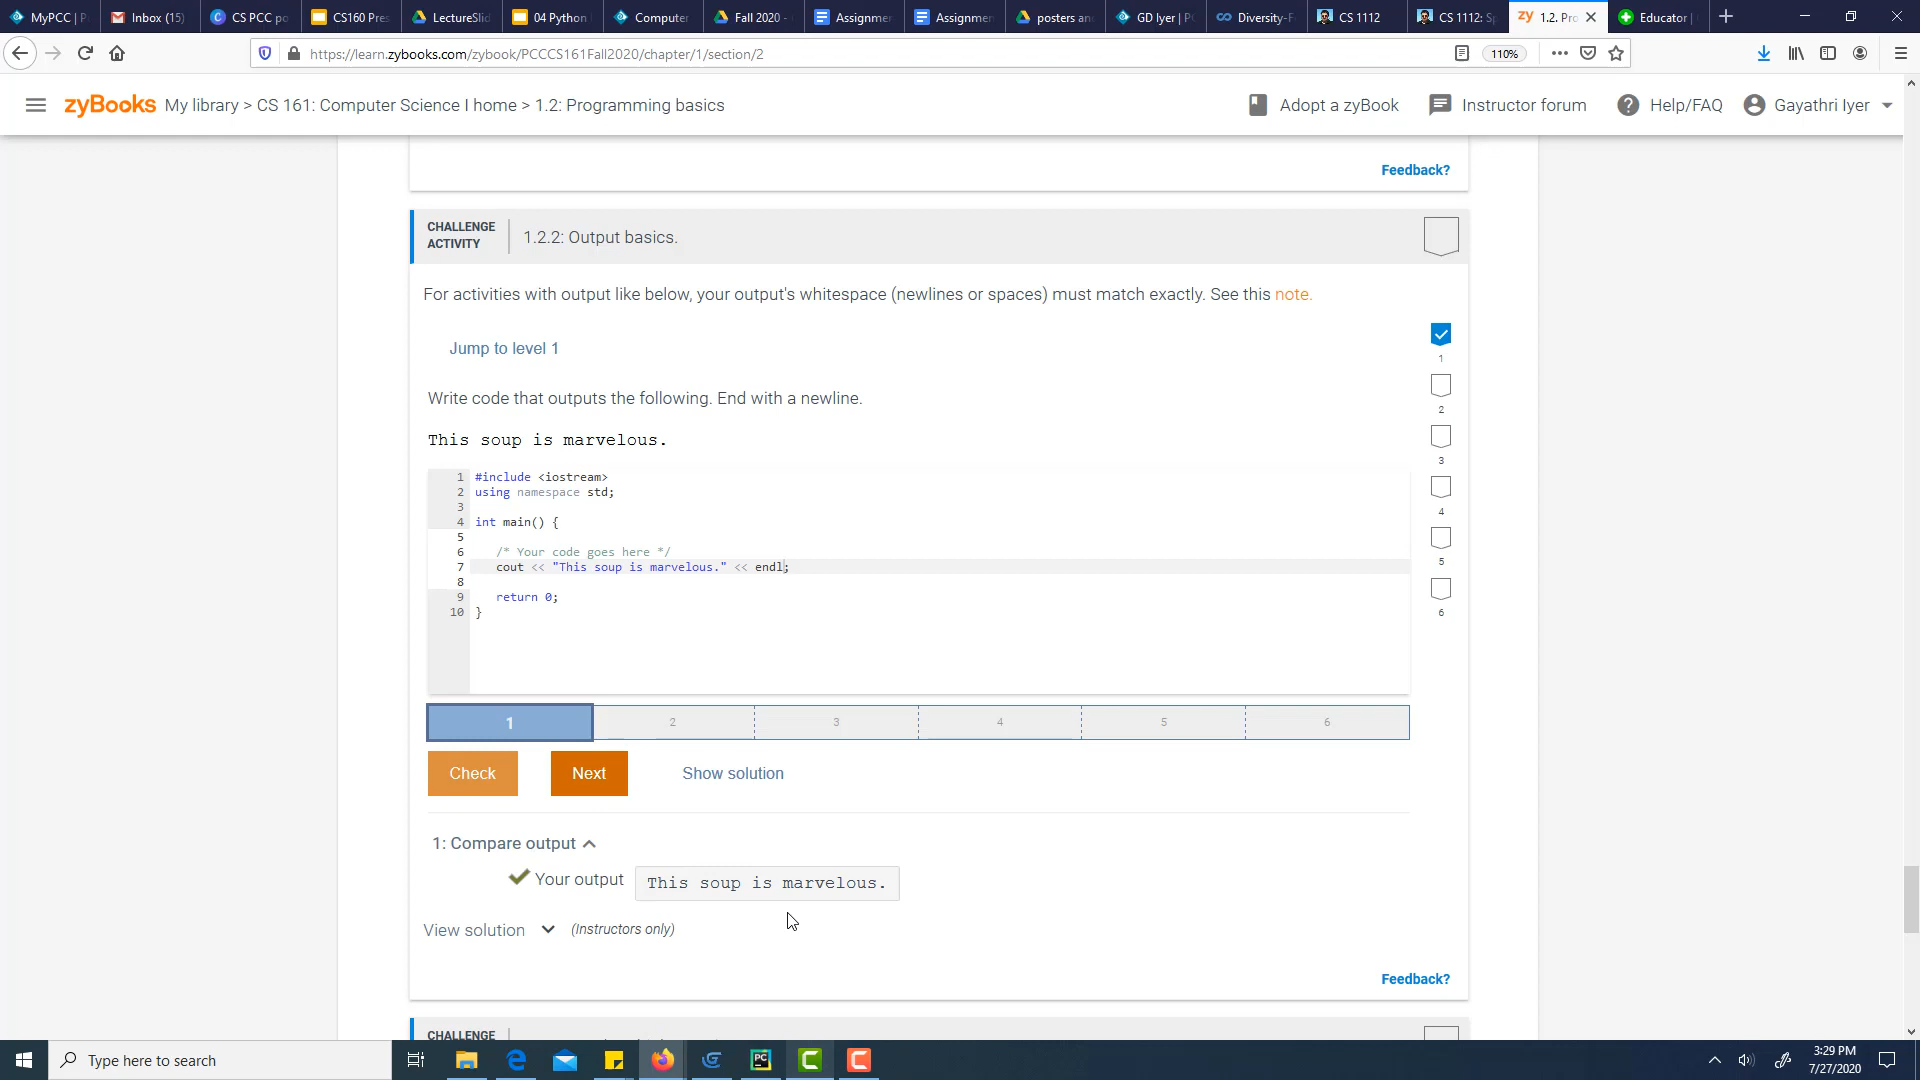 MyPCC | P
Inbox (15)
CS PCC po
CS160 Pres
LectureSlid
04 Python
Computer
Fall 2020 -
Assignmen
Assignmen
posters an
GD Iyer | PC
Diversity-F
CS 1112
CS 1112: Sp
zy 1.2. Pro
Educator |
https://learn.zybooks.com/zybook/PCCCS161Fall2020/chapter/1/section/2
110%
zyBooks My library > CS 161: Computer Science I home > 1.2: Programming basics
Adopt a zyBook
Instructor forum
Help/FAQ
Gayathri Iyer
Feedback?
CHALLENGE
ACTIVITY
1.2.2: Output basics.
For activities with output like below, your output's whitespace (newlines or spaces) must match exactly. See this note.
Jump to level 1
1
2
3
4
5
6
Write code that outputs the following. End with a newline.
This soup is marvelous.
1 #include <iostream>
2 using namespace std;
3
4 int main() {
5
6 /* Your code goes here */
7 cout << "This soup is marvelous." << endl;
8
9 return 0;
10 }
1 2 3 4 5 6
Check Next Show solution
1: Compare output
Your output This soup is marvelous.
View solution (Instructors only)
Feedback?
CHALLENGE
Type here to search
3:29 PM
7/27/2020